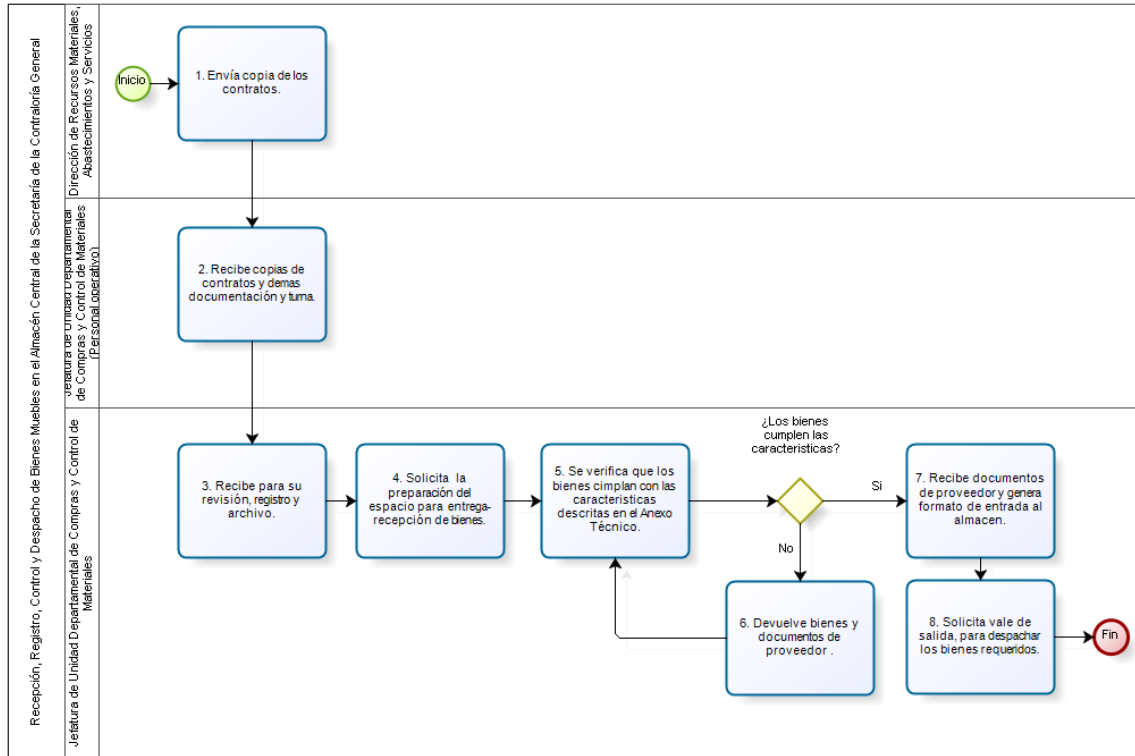 Recepción, Registro, Control y Despacho de Bienes Muebles en el Almacén Central de la Secretaría de la Contraloría General
Dirección de Recursos Materiales,
Abastecimientos y Servicios
Inicio
1. Envía copia de los
contratos.
Jefatura de Unidad Departamental
de Compras y Control de Materiales
(Personal operativo)
2. Recibe copias de
contratos y demas
documentación y turna.
Jefatura de Unidad Departamental de Compras y Control de
Materiales
3. Recibe para su
revisión, registro y
archivo.
4. Solicita la
preparación del
espacio para entrega-
recepción de bienes.
5. Se verifica que los
bienes cimplan con las
caracteristicas
descritas en el Anexo
Técnico.
¿Los bienes
cumplen las
caracteristicas?
Si
No
6. Devuelve bienes y
documentos de
proveedor .
7. Recibe documentos
de proveedor y genera
formato de entrada al
almacen.
8. Solicita vale de
salida, para despachar
los bienes requeridos.
Fin